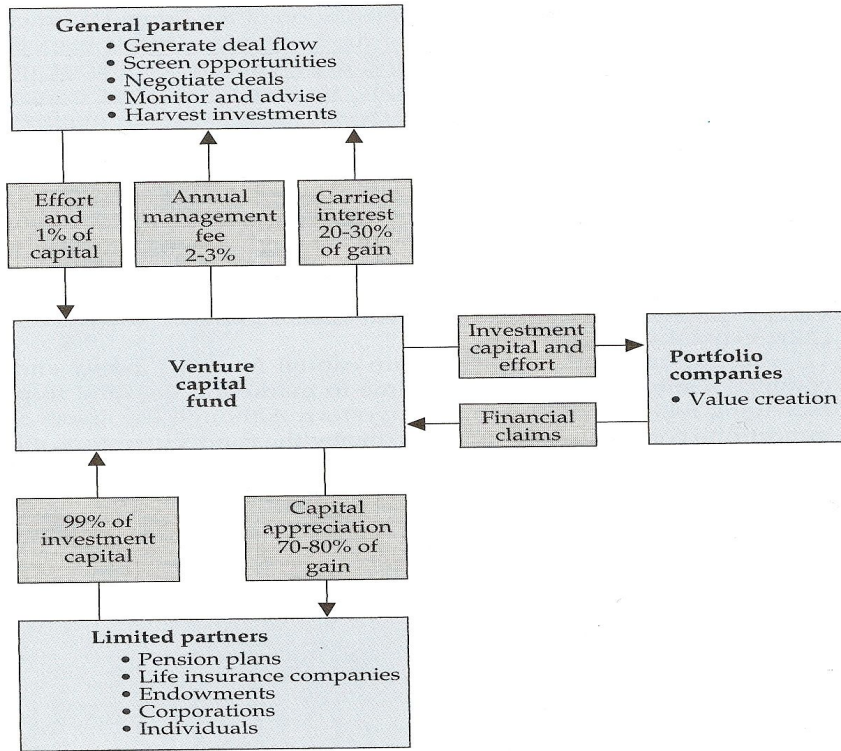 General partner
• Generate deal flow
• Screen opportunities
• Negotiate deals
• Monitor and advise
• Harvest investments
Effort
and
1% of
capital
Annual
management
fee
2-3%
Carried
interest
20-30%
of gain
Venture
capital
fund
Investment
capital and
effort
Financial
claims
Portfolio
companies
• Value creation
99% of
investment
capital
Capital
appreciation
70-80% of
gain
Limited partners
• Pension plans
• Life insurance companies
• Endowments
• Corporations
• Individuals